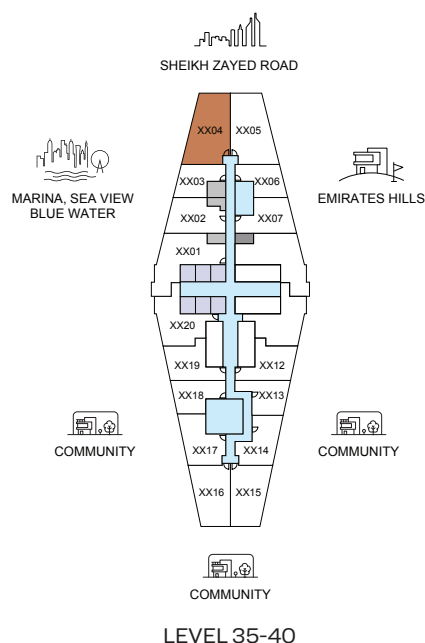 SHEIKH ZAYED ROAD
XX04
XX05
MARINA, SEA VIEW
BLUE WATER
XX03
XX06
EMIRATES HILLS
XX02
XX07
XX01
XX20
XX19
XX12
XX18
XX13
COMMUNITY
COMMUNITY
XX17
XX14
XX16
XX15
COMMUNITY
LEVEL 35-40